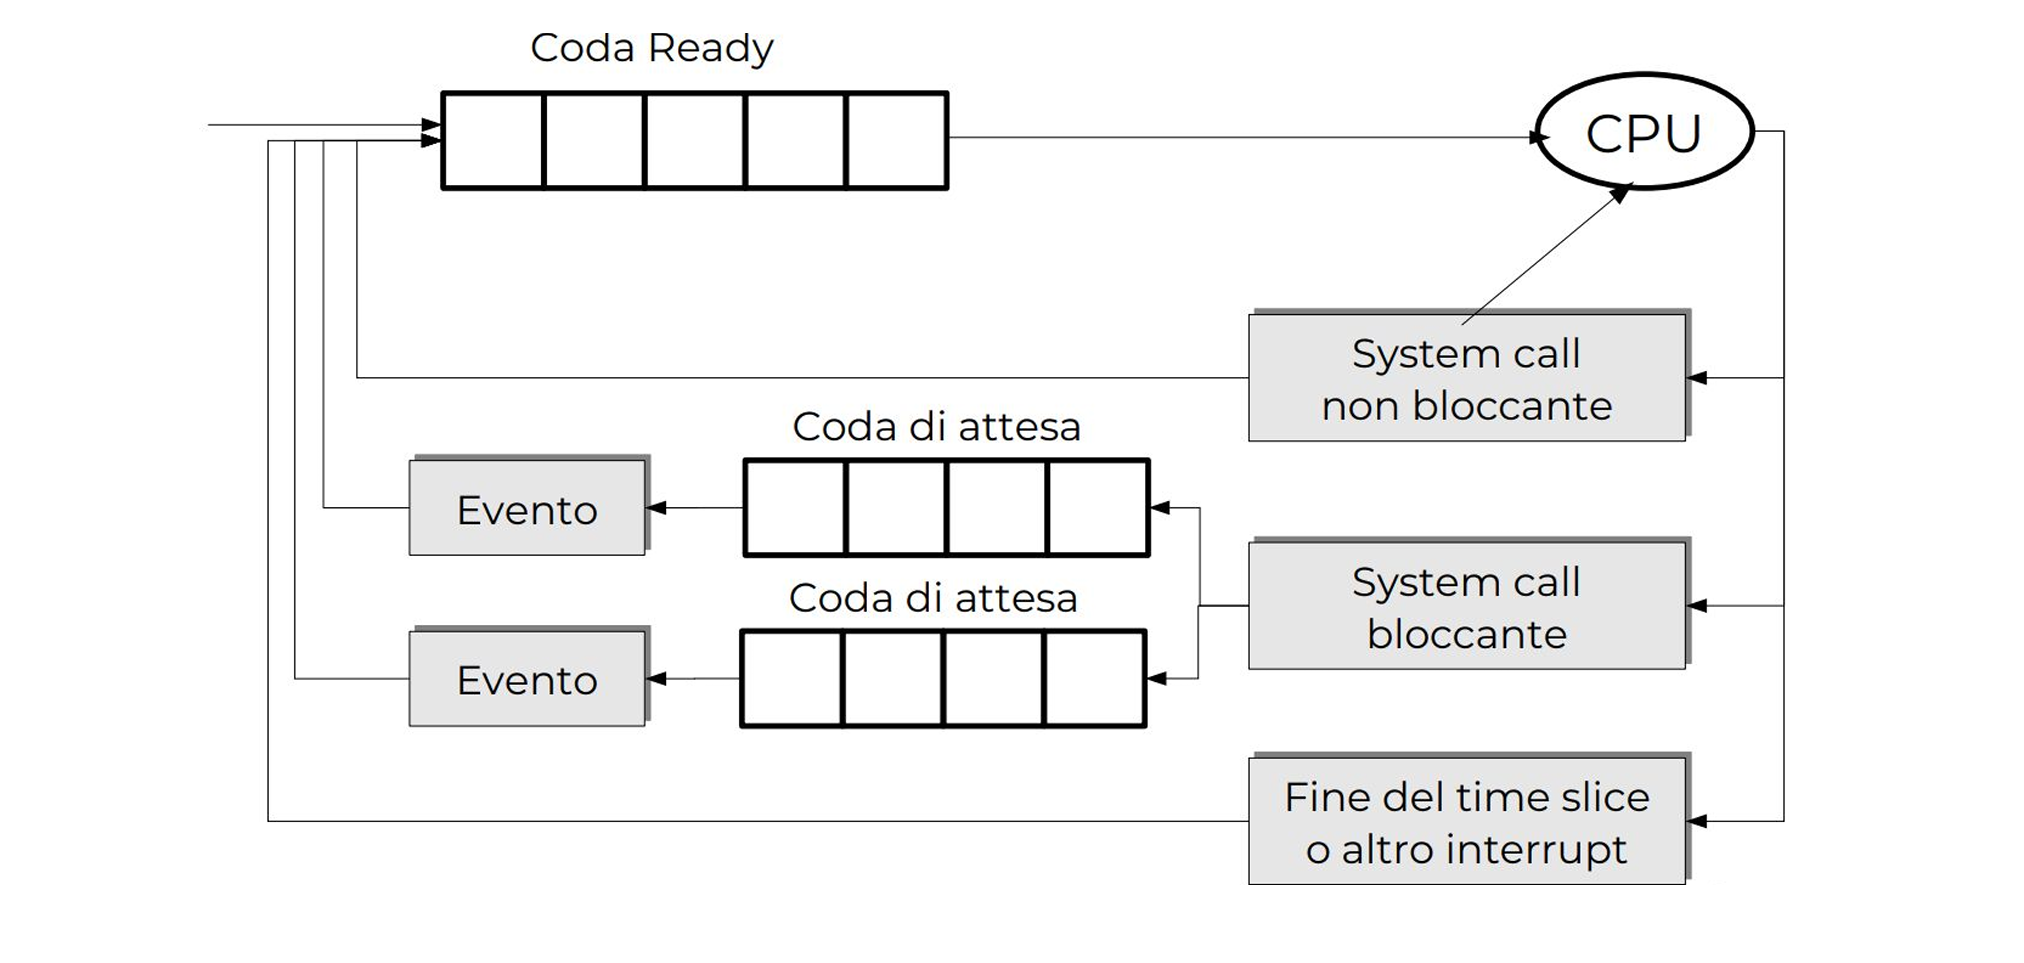 Coda Ready
CPU
System call
non bloccante
Coda di attesa
Evento
Coda di attesa
System call
bloccante
Evento
Fine del time slice
o altro interrupt